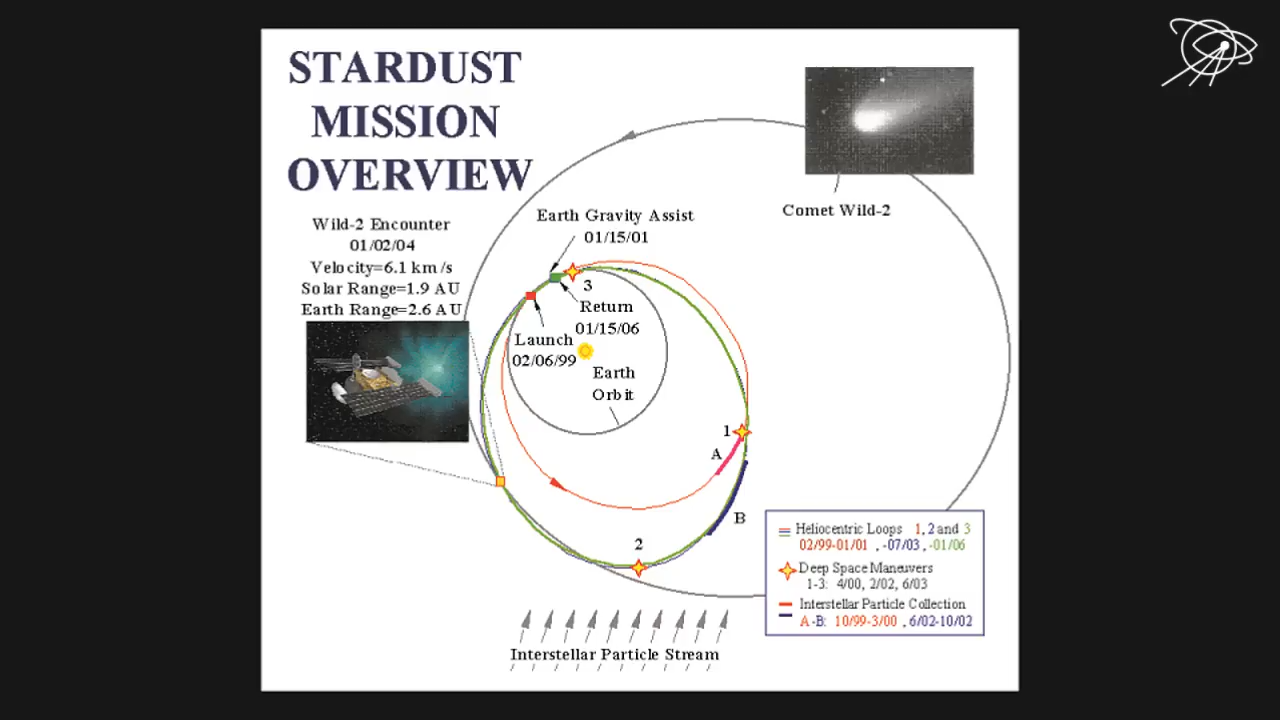 STARDUST
MISSION
OVERVIEW
Wild-2 Encounter
01/02/04
Velocity=6.1 km/s
Solar Range=1.9 AU
Earth Range=2.6 AU
Comet Wild-2
Earth Gravity Assist
01/15/01
3
Return
01/15/06
Launch
02/06/99
Earth
Orbit
1
A
B
2
Interstellar Particle Stream
Heliocentric Loops 1, 2 and 3
02/99-01/01 , -07/03, -01/06
Deep Space Maneuvers
1-3: 4/00, 2/02, 6/03
Interstellar Particle Collection
A-B: 10/99-3/00 , 6/02-10/02